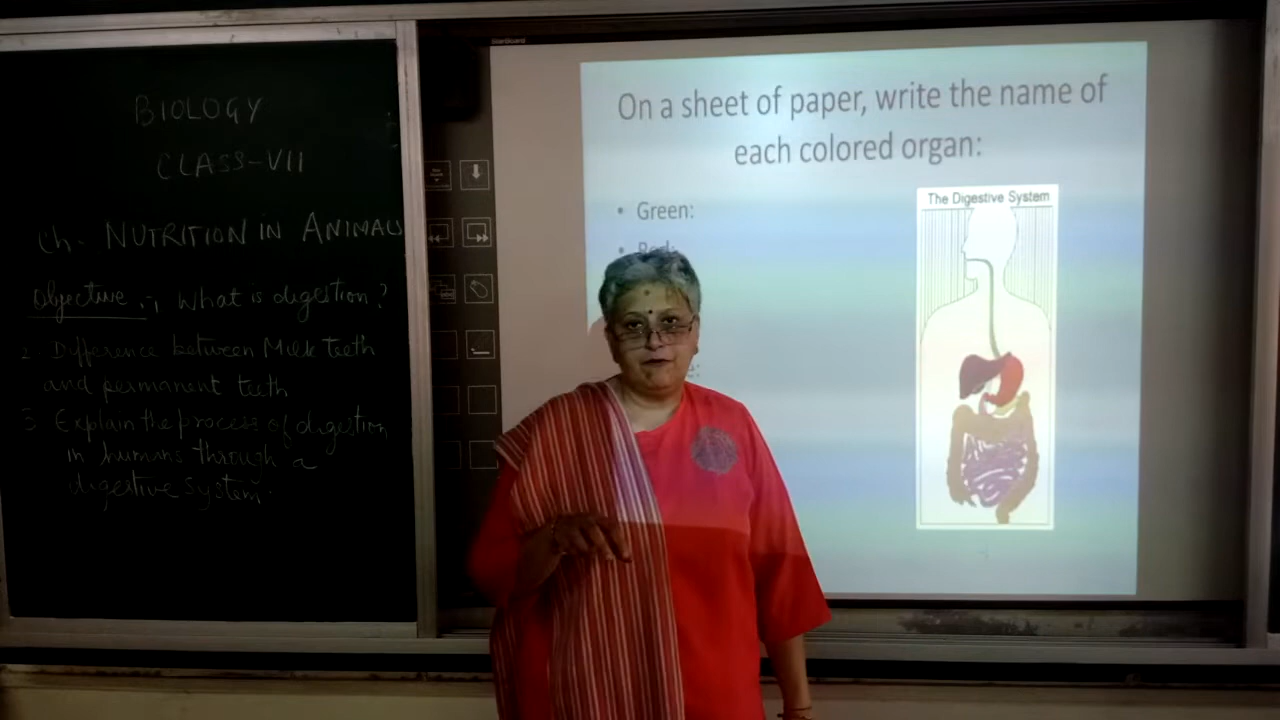 BIOLOGY
CLASS-VII
Ch. NUTRITION IN ANIMALS
Objective :-, What is digestion?
2. Difference between Milk teeth
and permanent teeth
3. Explain the process of digestion
in humans through a
digestive system.
StarBoard
On a sheet of paper, write the name of
each colored organ:
• Green:
• Red:
The Digestive System